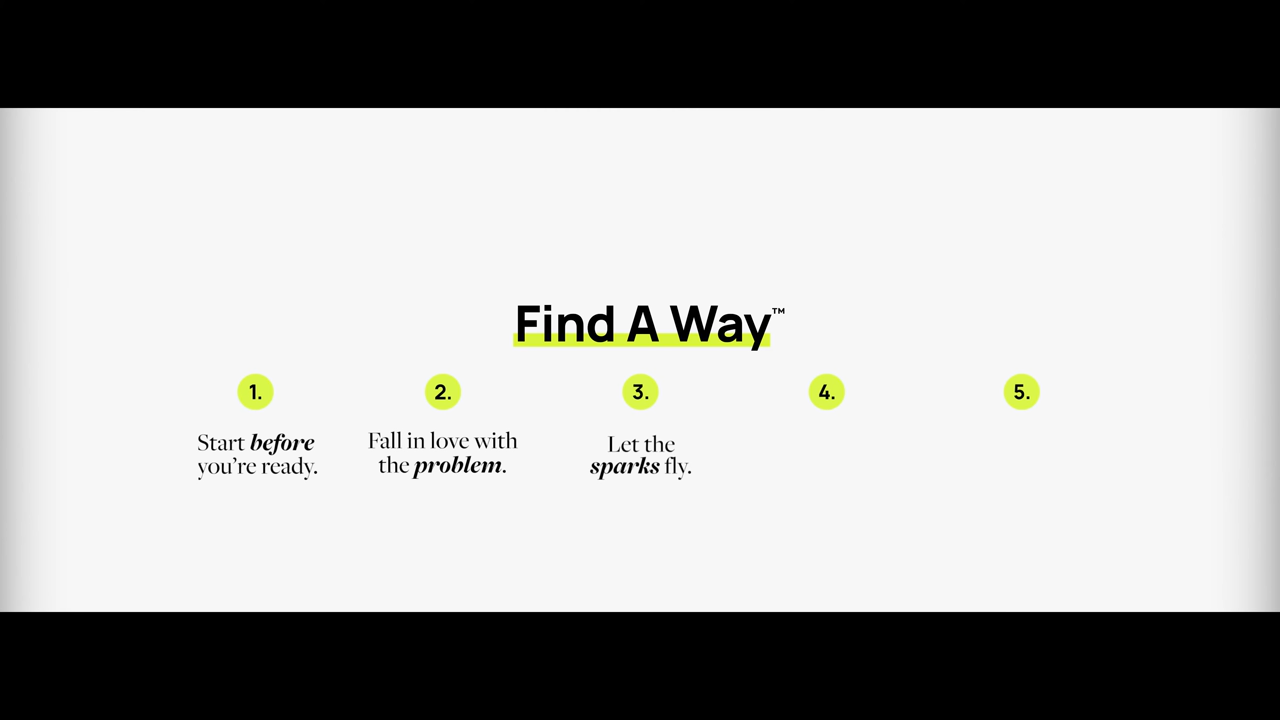 Find A Way™
1.
Start before
you're ready.
2.
Fall in love with
the problem.
3.
Let the
sparks fly.
4.
5.